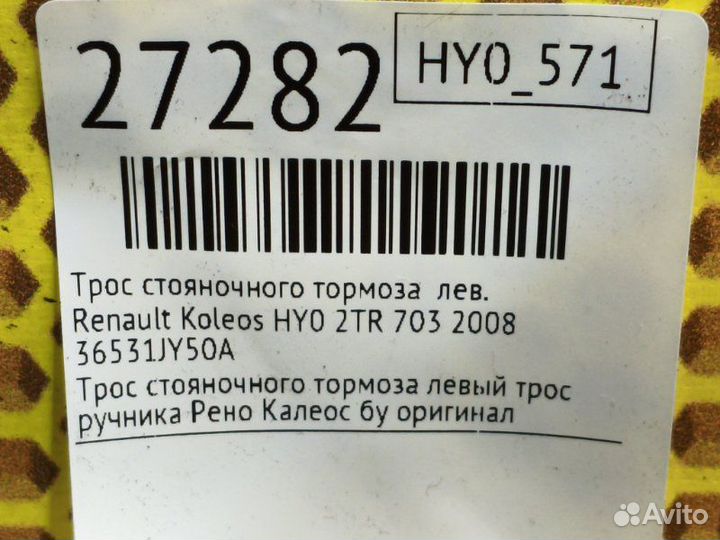 27282
HY0_571
Трос стояночного тормоза лев.
Renault Koleos HY0 2TR 703 2008
36531JY50A
Трос стояночного тормоза левый трос
ручника Рено Калеос бу оригинал
Avito